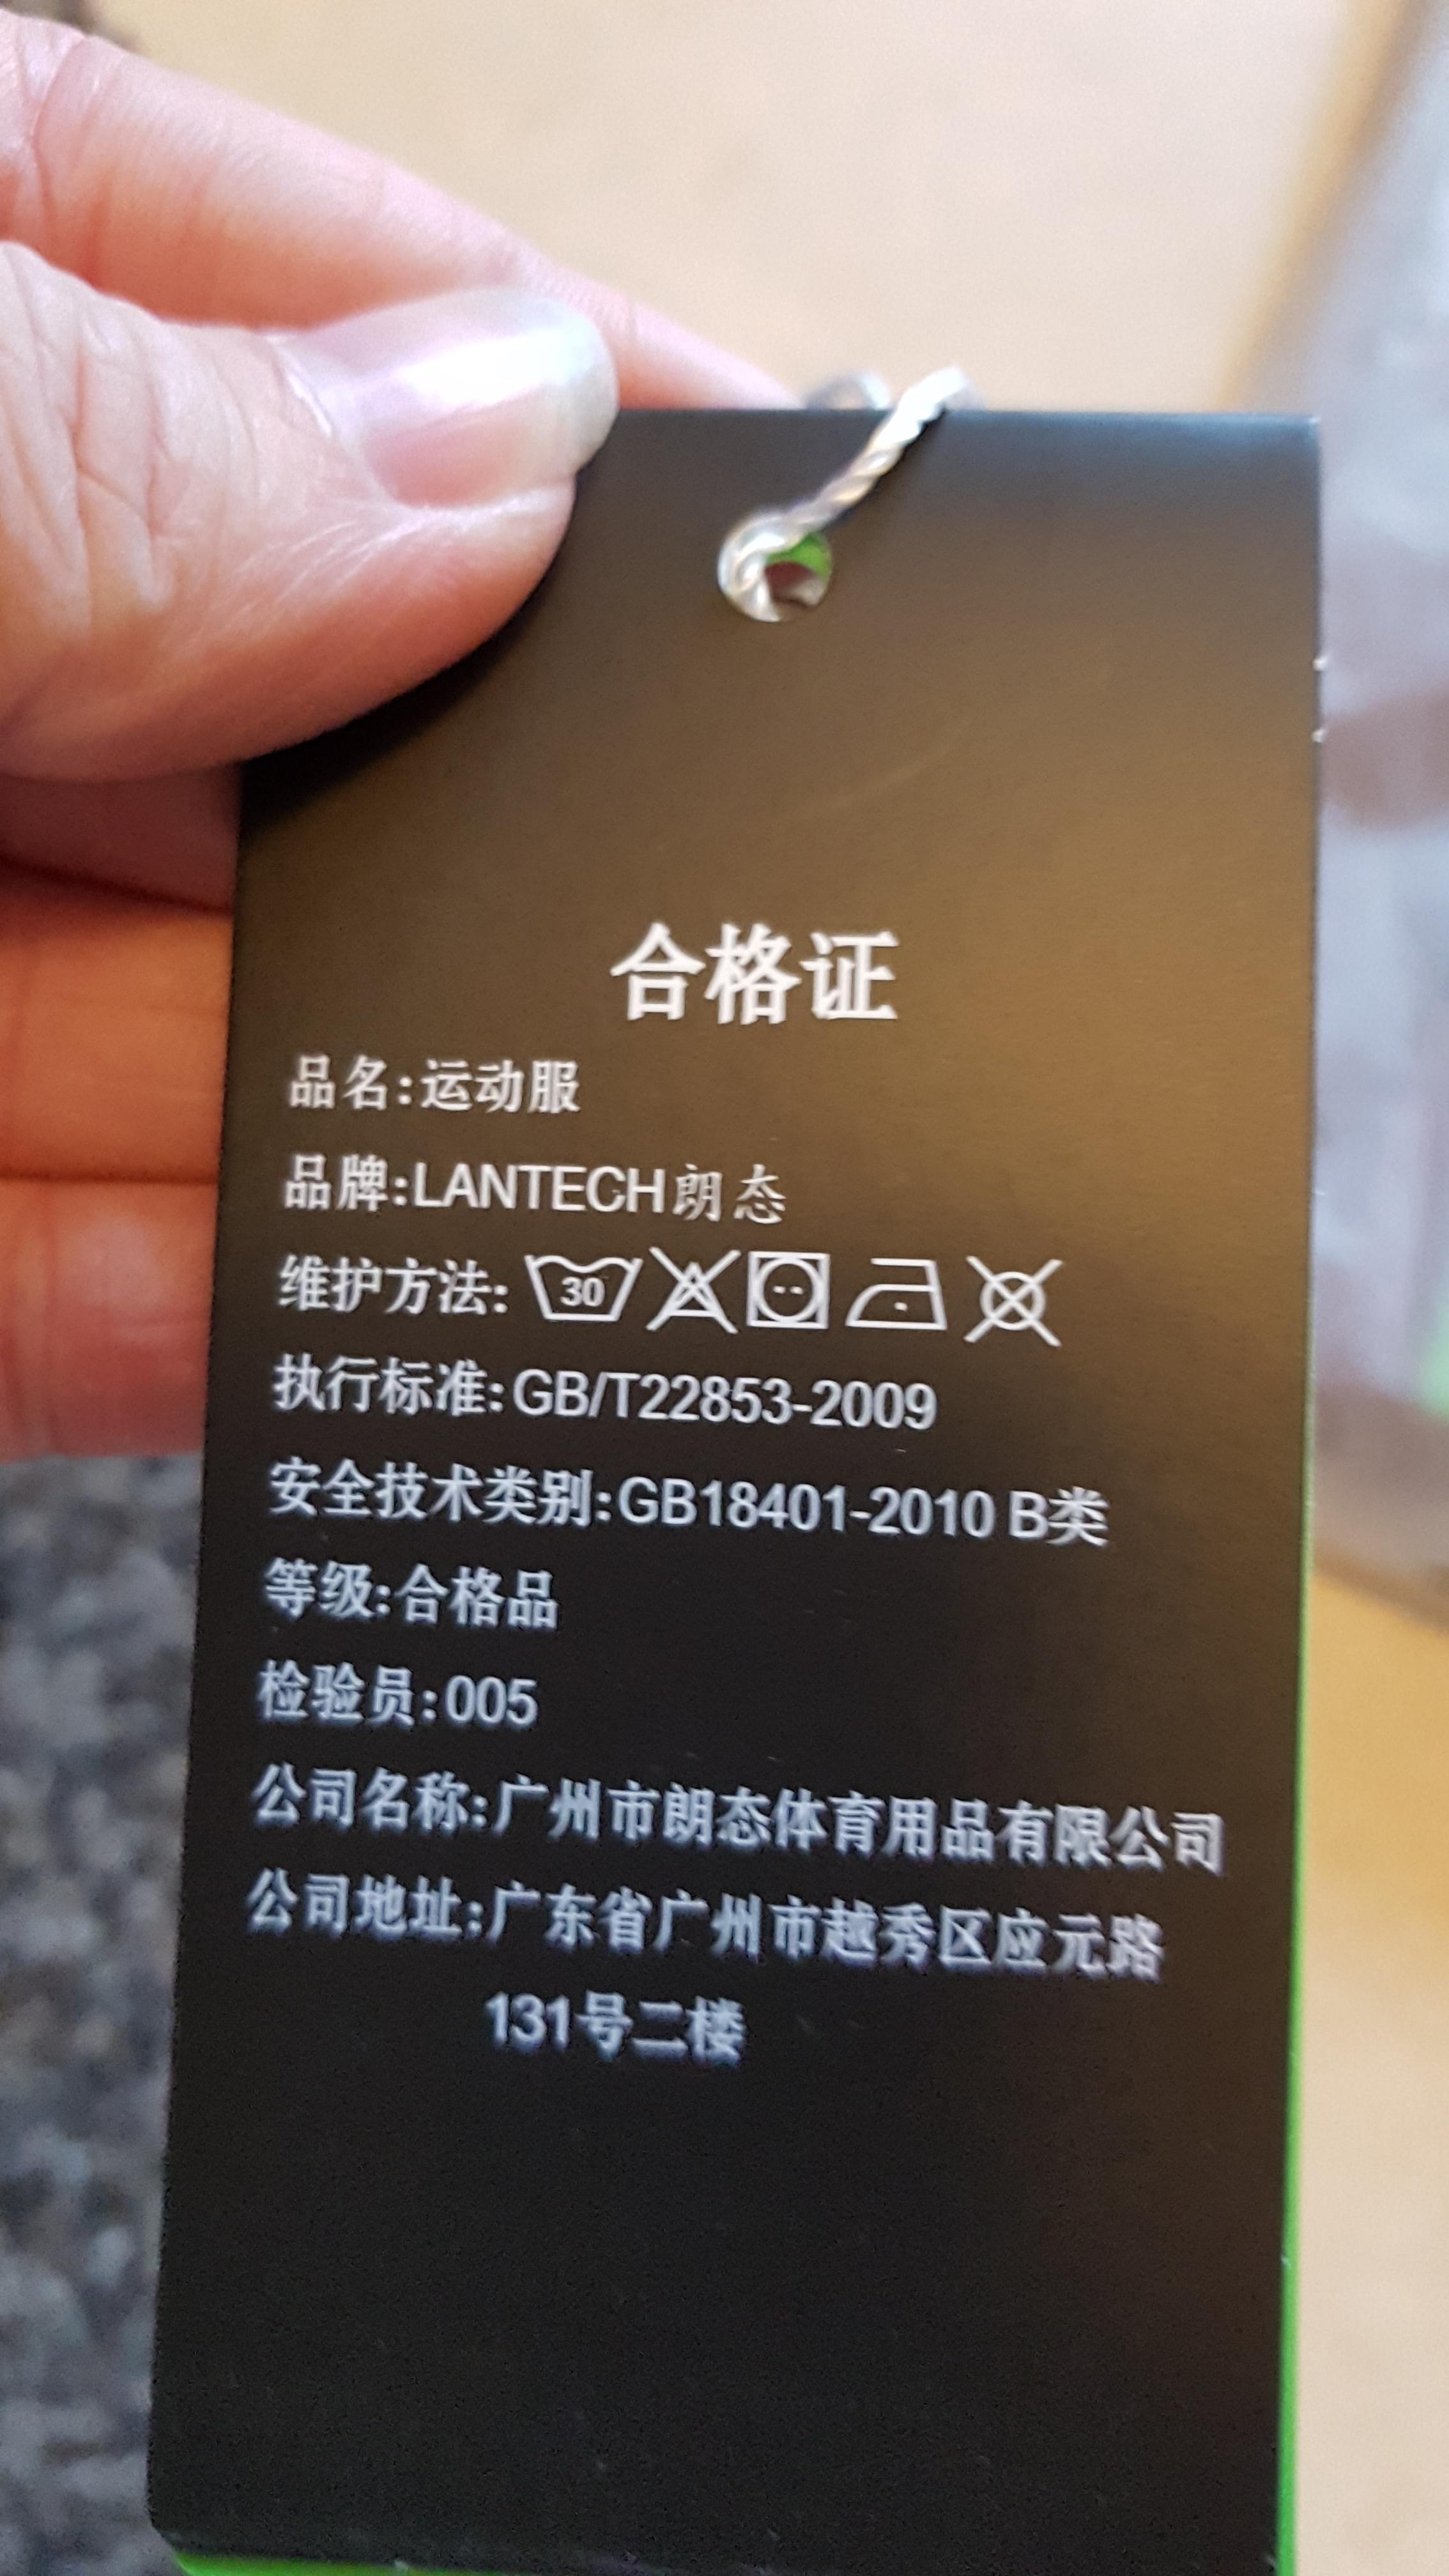 合格证
品名:运动服
品牌:LANTECH朗态
维护方法: 30
执行标准:GB/T22853-2009
安全技术类别:GB18401-2010 B类
等级:合格品
检验员:005
公司名称:广州市朗态体育用品有限公司
公司地址:广东省广州市越秀区应元路
131号二楼